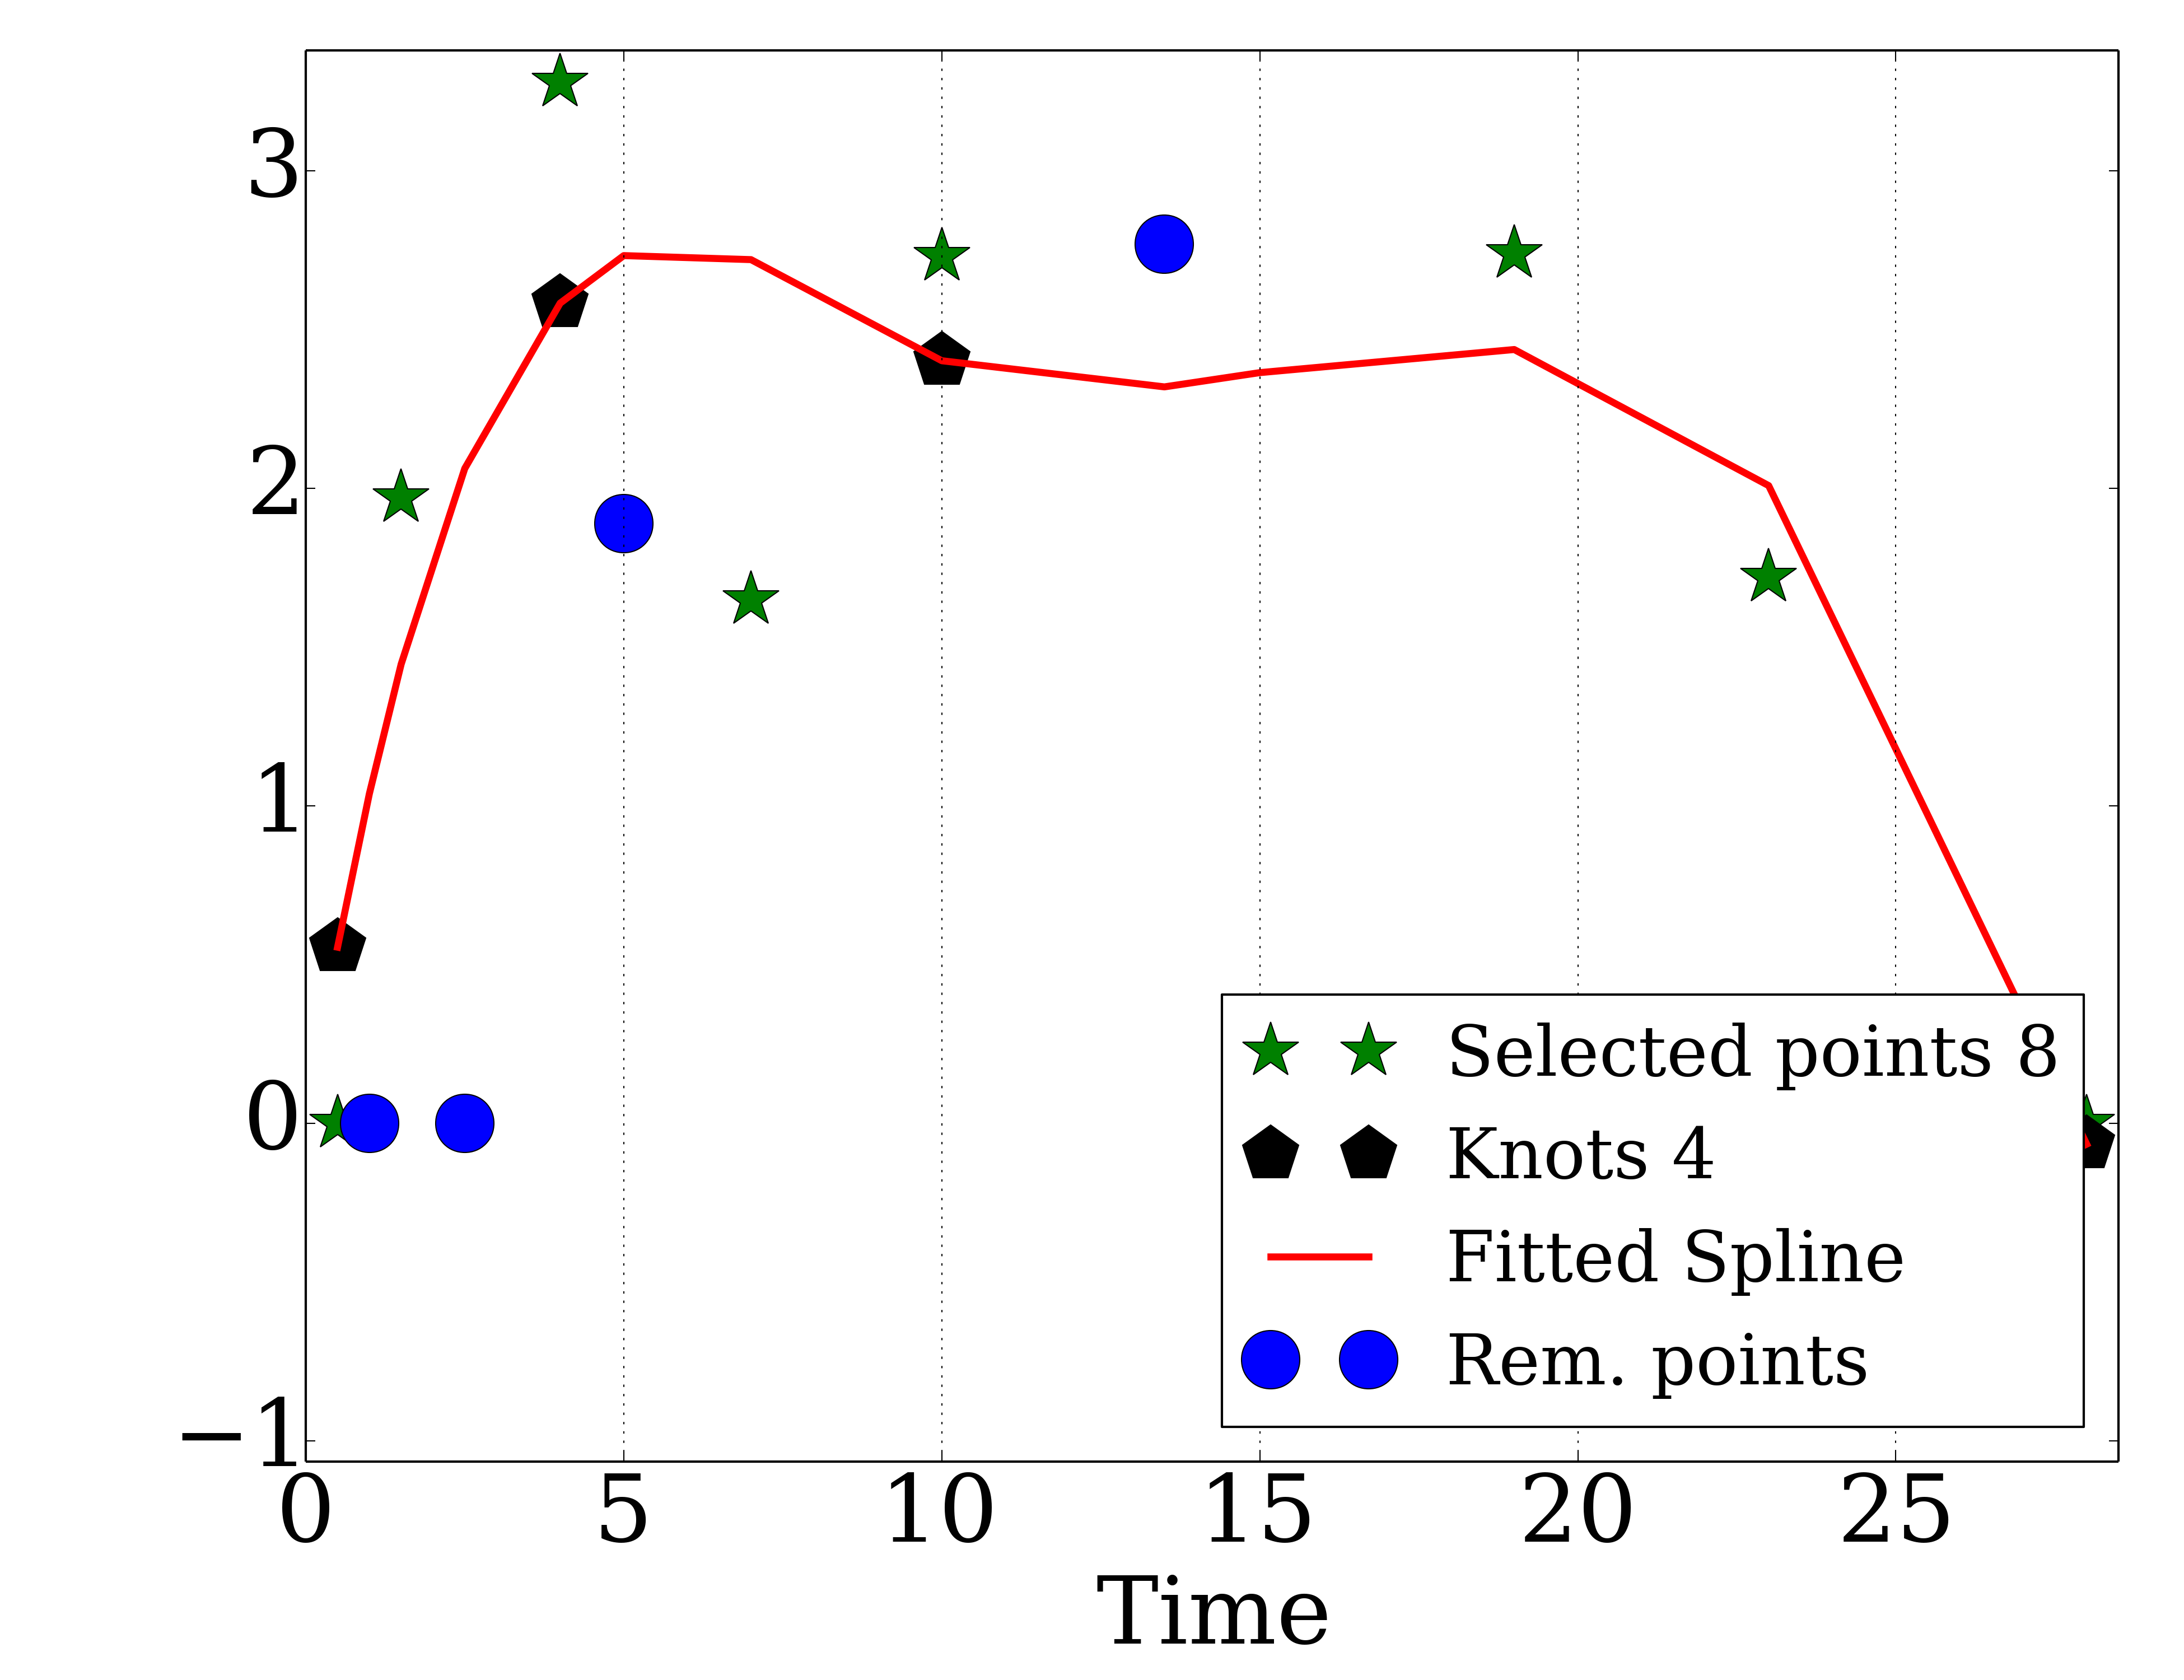 3
2
1
0
−1
0 5 10 15 20 25
Time
Selected points 8
Knots 4
Fitted Spline
Rem. points